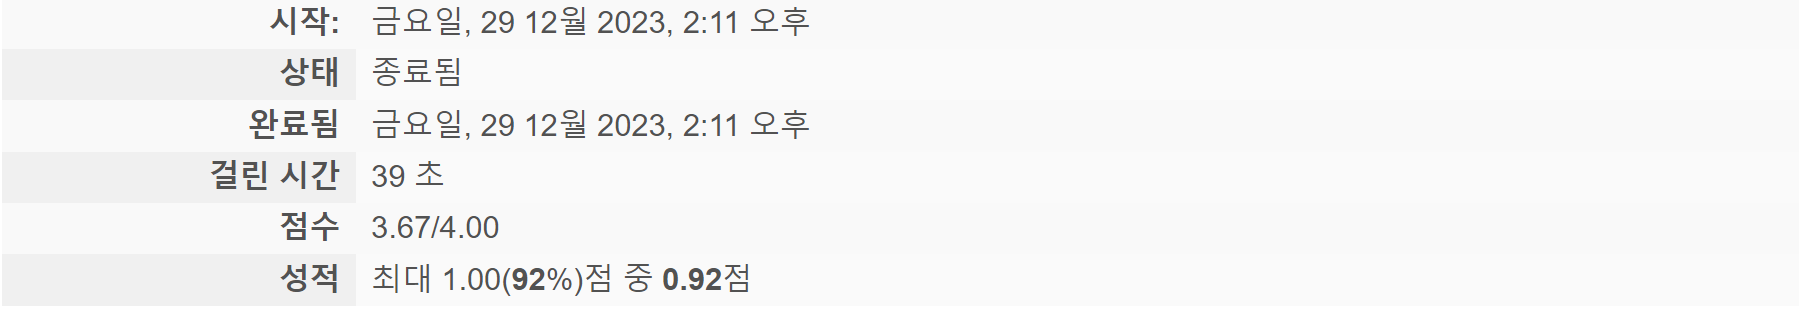 시작: 금요일, 29 12월 2023, 2:11 오후
상태 종료됨
완료됨 금요일, 29 12월 2023, 2:11 오후
걸린 시간 39 초
점수 3.67/4.00
성적 최대 1.00(92%)점 중 0.92점